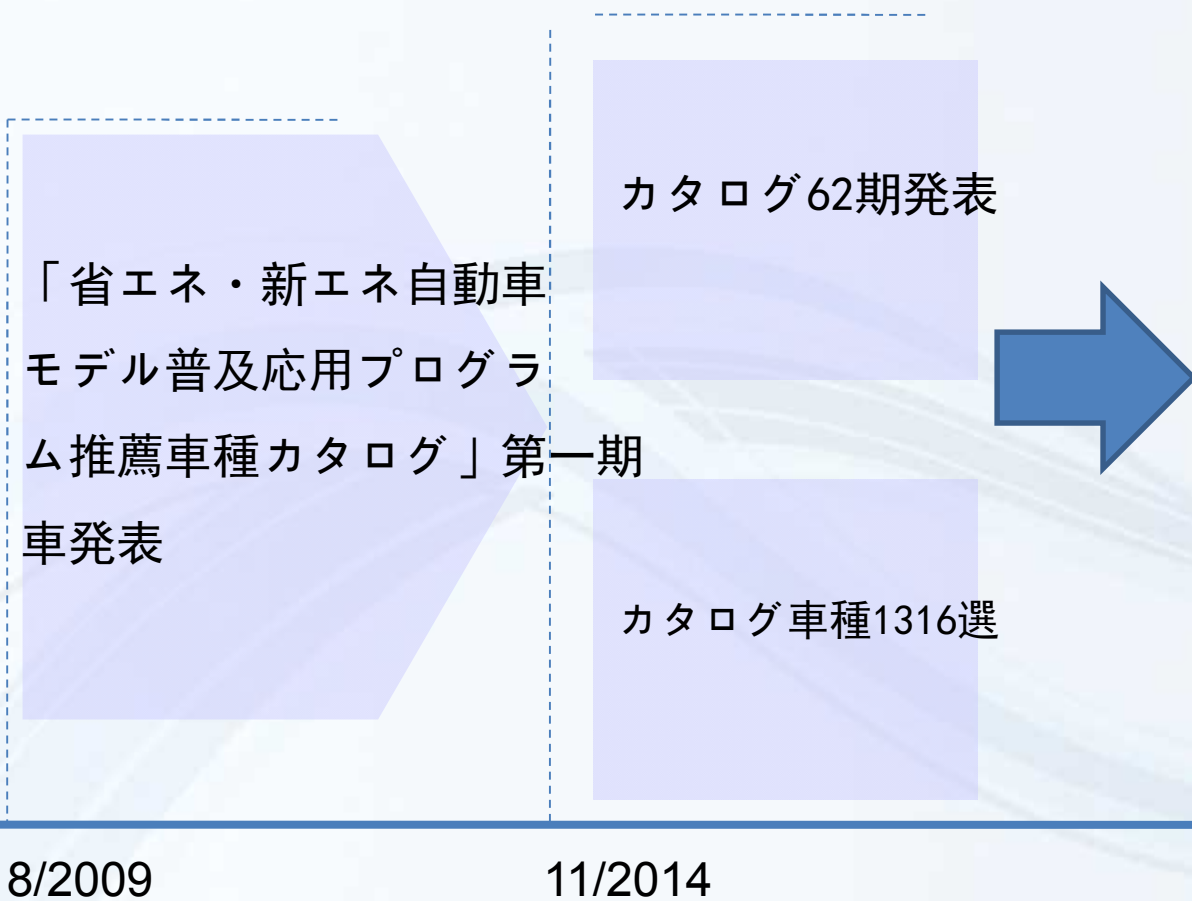 「省エネ・新エネ自動車
モデル普及応用プログラ
ム推薦車種カタログ」第一期
車発表
カタログ62期発表
カタログ車種1316選
8/2009
11/2014